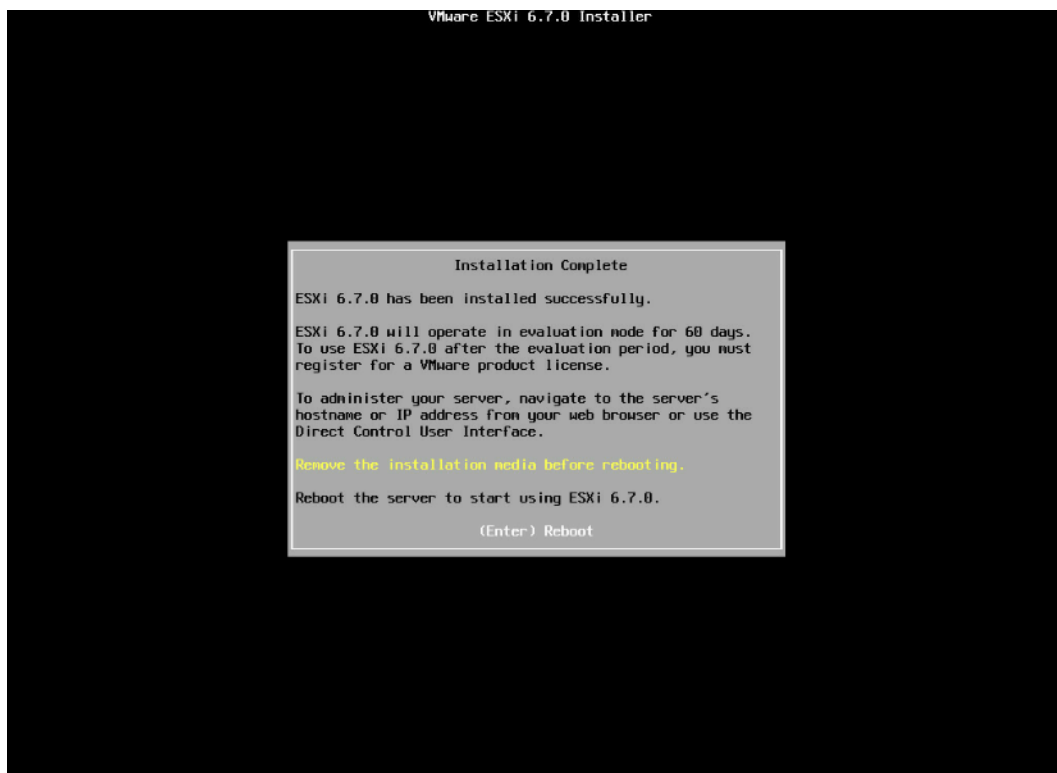 VMware ESXi 6.7.0 Installer
Installation Complete
ESXi 6.7.0 has been installed successfully.
ESXi 6.7.0 will operate in evaluation mode for 60 days.
To use ESXi 6.7.0 after the evaluation period, you must
register for a VMware product license.
To administer your server, navigate to the server's
hostname or IP address from your web browser or use the
Direct Control User Interface.
Remove the installation media before rebooting.
Reboot the server to start using ESXi 6.7.0.
(Enter) Reboot